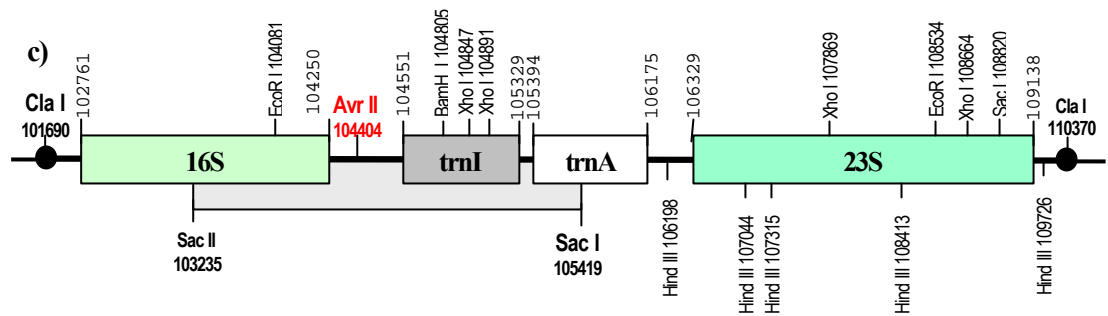 c)
Cla I
101690
102761
EcoR I 104081
104250
Avr II
104404
104551
BamH I 104805
Xho I 104847
Xho I 104891
105329
105394
106175
106329
Xho I 107869
EcoR I 108534
Xho I 108664
Sac I 108820
109138
Cla I
110370
16S
trnI
trnA
23S
Sac II
103235
Sac I
105419
Hind III 106198
Hind III 107044
Hind III 107315
Hind III 108413
Hind III 109726